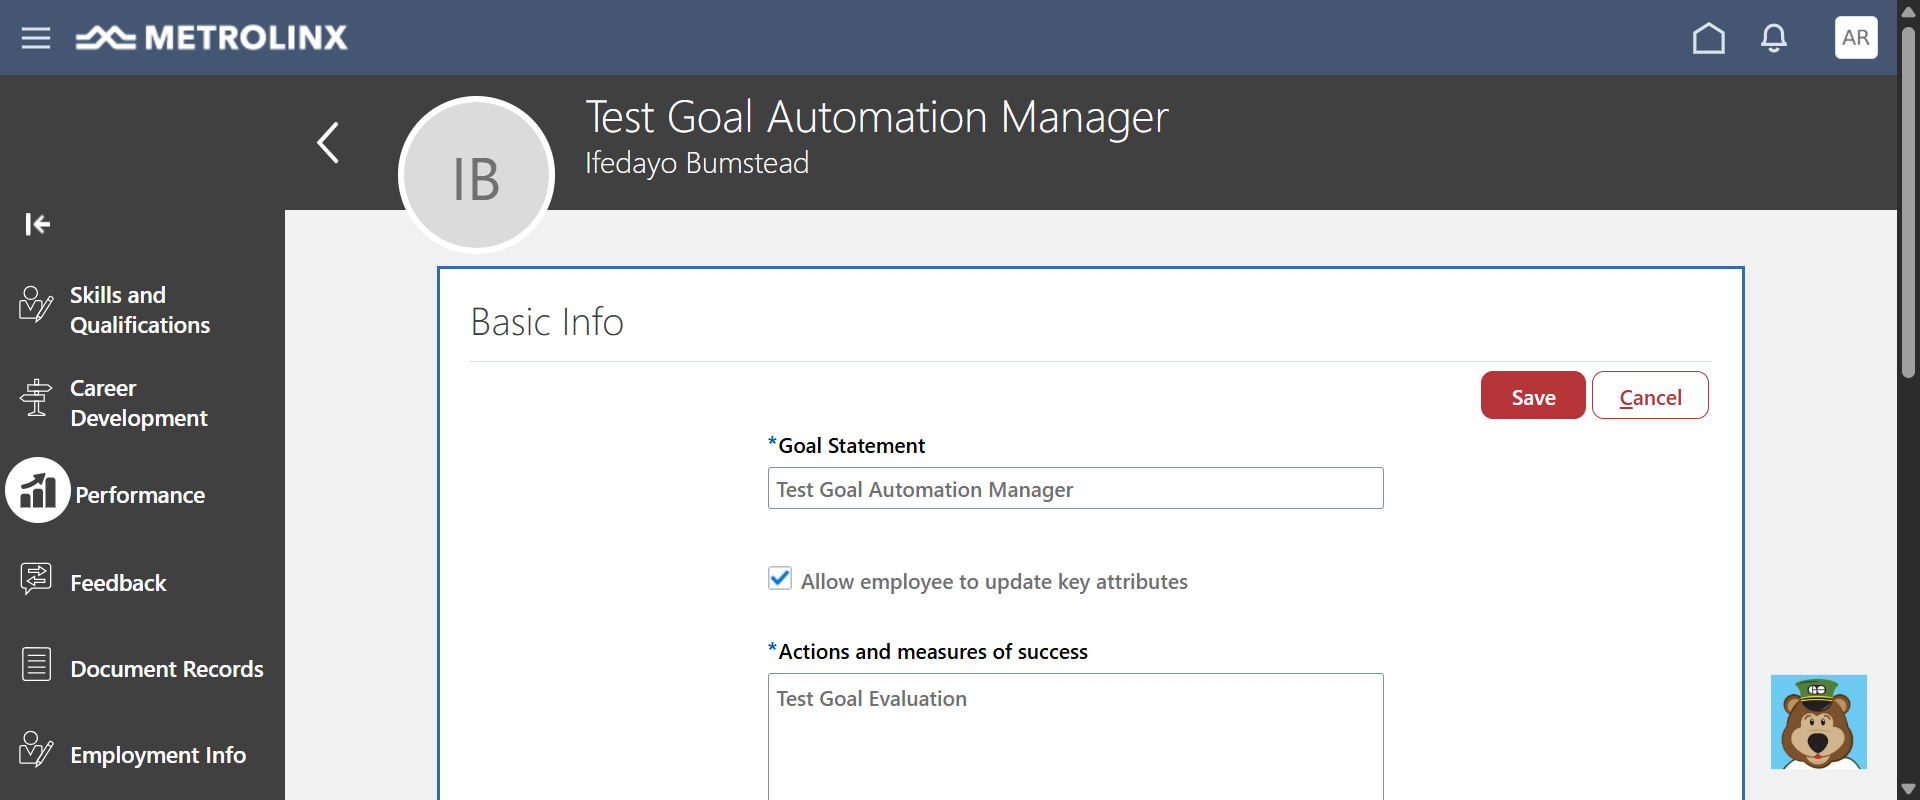 METROLINX
AR
Test Goal Automation Manager
Ifedayo Bumstead
IB
Skills and
Qualifications
Career
Development
Performance
Feedback
Document Records
Employment Info
Basic Info
Save
Cancel
*Goal Statement
Test Goal Automation Manager
Allow employee to update key attributes
*Actions and measures of success
Test Goal Evaluation
GO